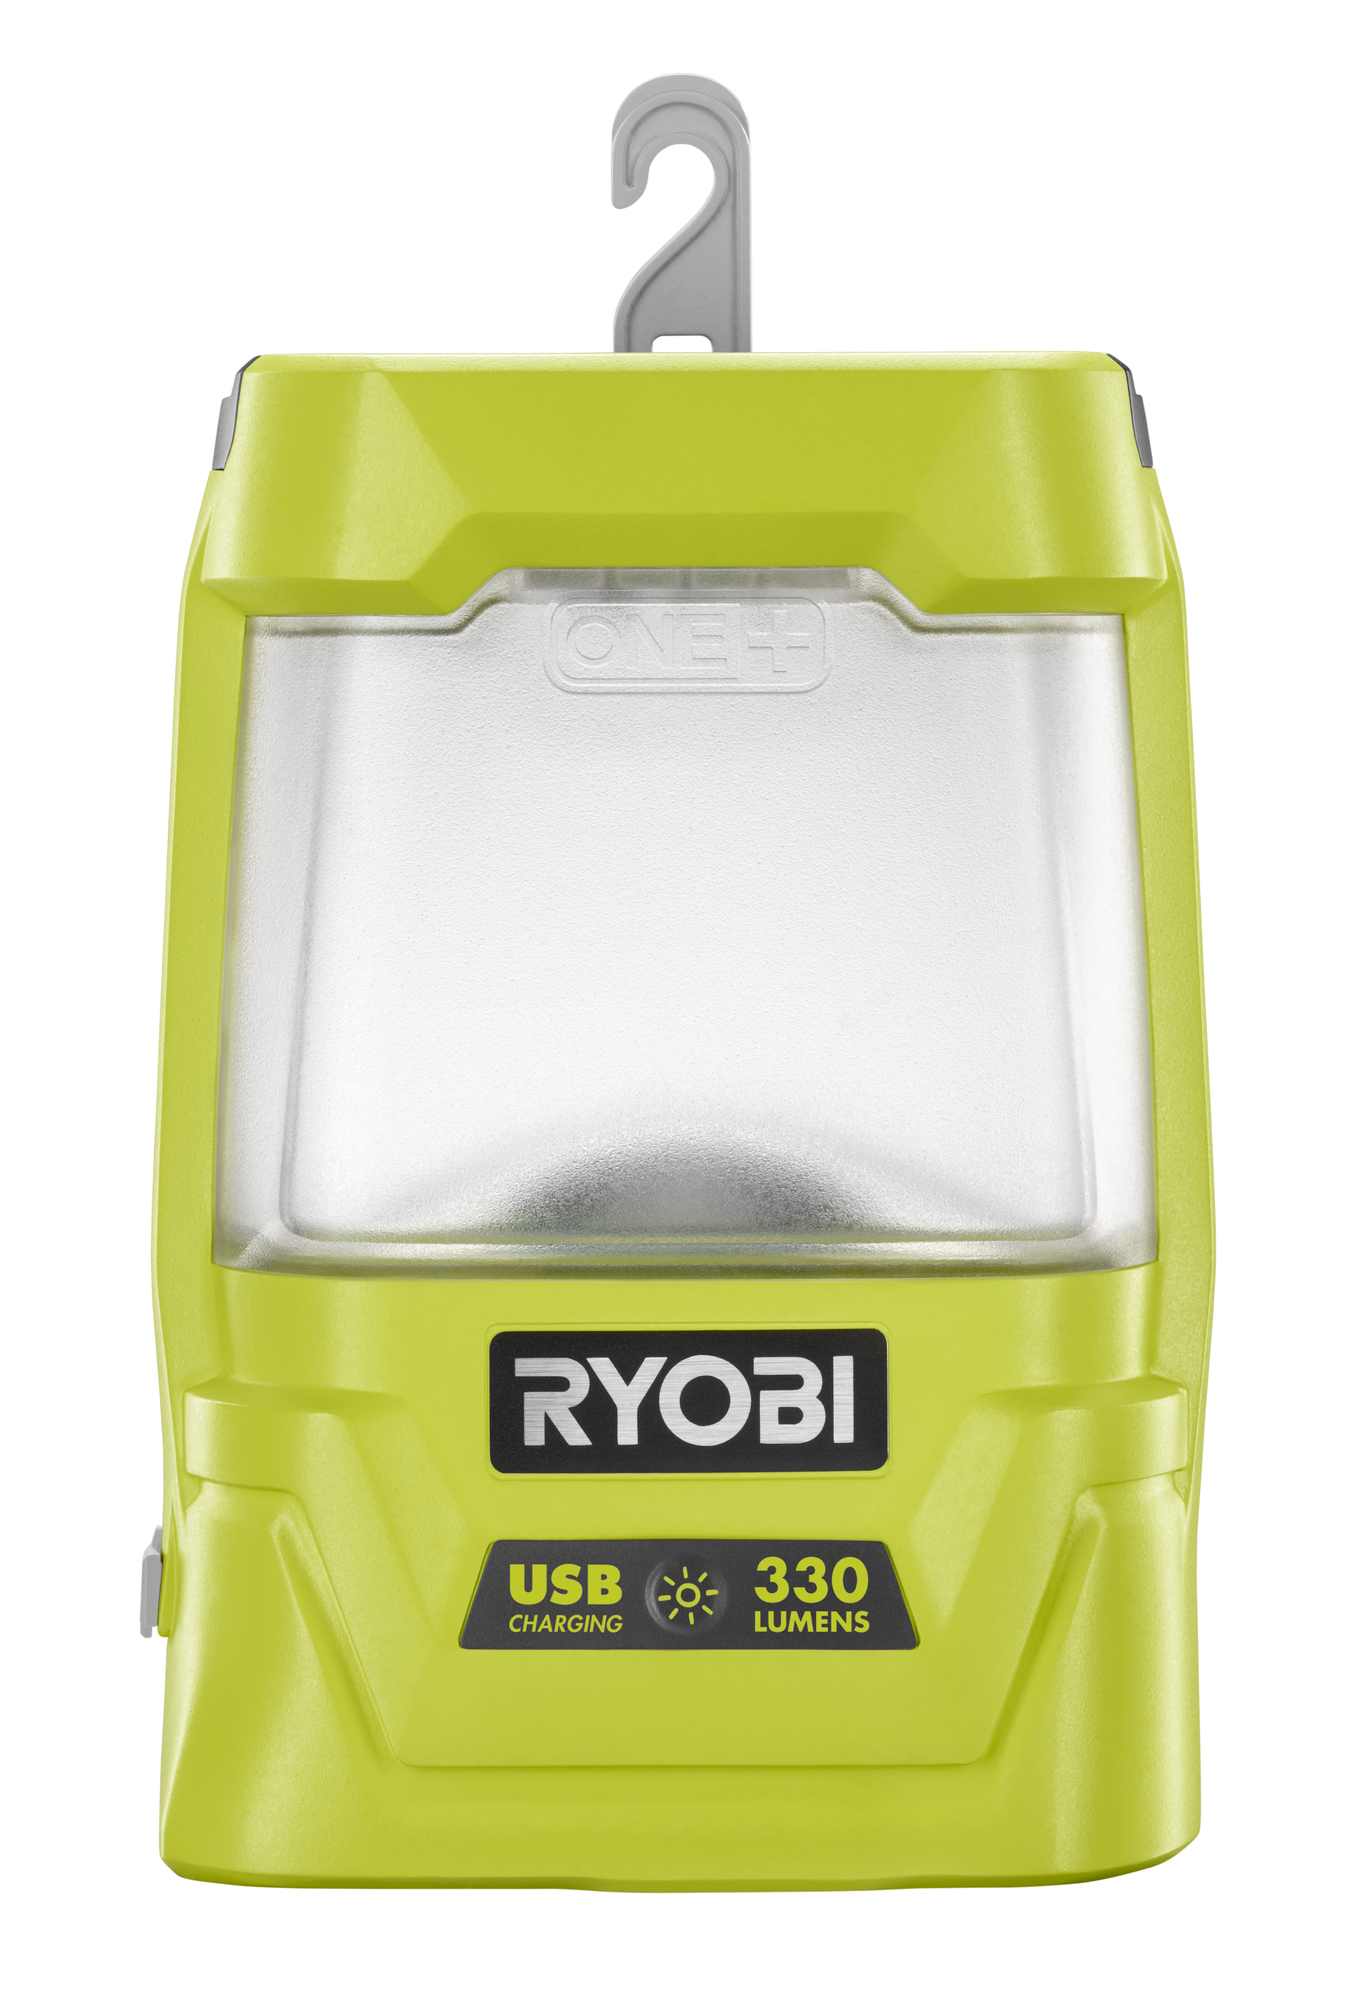 ONE+
RYOBI
USB
CHARGING
330
LUMENS